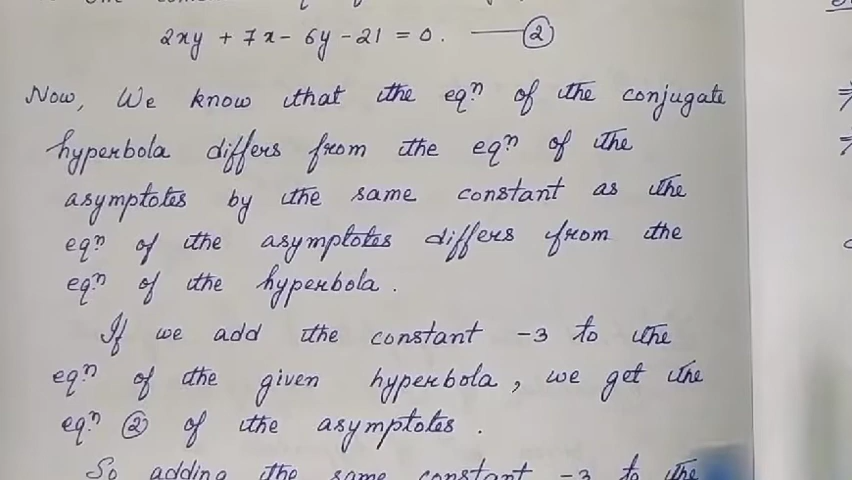 2xy + 7x - 6y - 21 = 0. ——②
Now, We know that the eqⁿ. of the conjugate
hyperbola differs from the eqⁿ. of the
asymptotes by the same constant as the
eqⁿ. of the asymptotes differs from the
eqⁿ. of the hyperbola.
If we add the constant -3 to the
eqⁿ. of the given hyperbola, we get the
eqⁿ. ② of the asymptotes.
So adding the same constant -3 to the